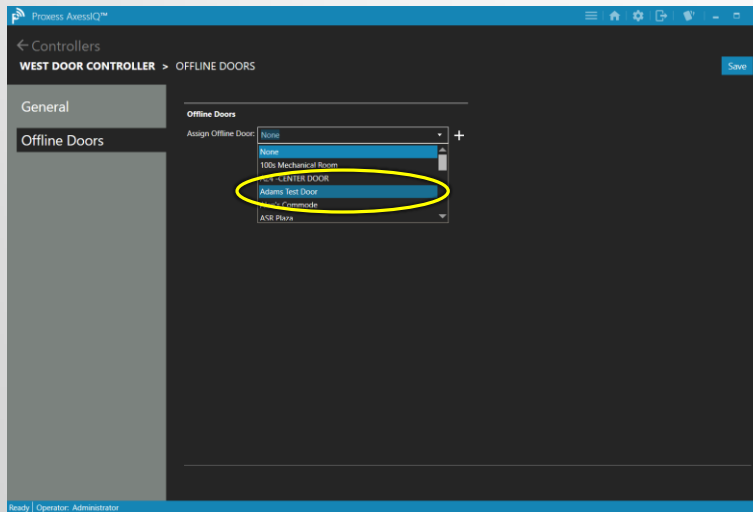 Proxess AxessIQ™
Controllers
WEST DOOR CONTROLLER > OFFLINE DOORS
Save
General
Offline Doors
Offline Doors
Assign Offline Door: None
None
100s Mechanical Room
-CENTER DOOR
Adams Test Door
Commode
ASR Plaza
Ready Operator: Administrator